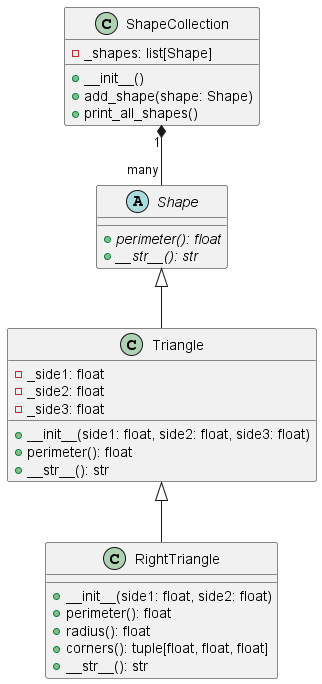 C ShapeCollection
_shapes: list[Shape]
__init__()
add_shape(shape: Shape)
print_all_shapes()
1
many
A Shape
perimeter(): float
__str__(): str
C Triangle
_side1: float
_side2: float
_side3: float
__init__(side1: float, side2: float, side3: float)
perimeter(): float
__str__(): str
C RightTriangle
__init__(side1: float, side2: float)
perimeter(): float
radius(): float
corners(): tuple[float, float, float]
__str__(): str